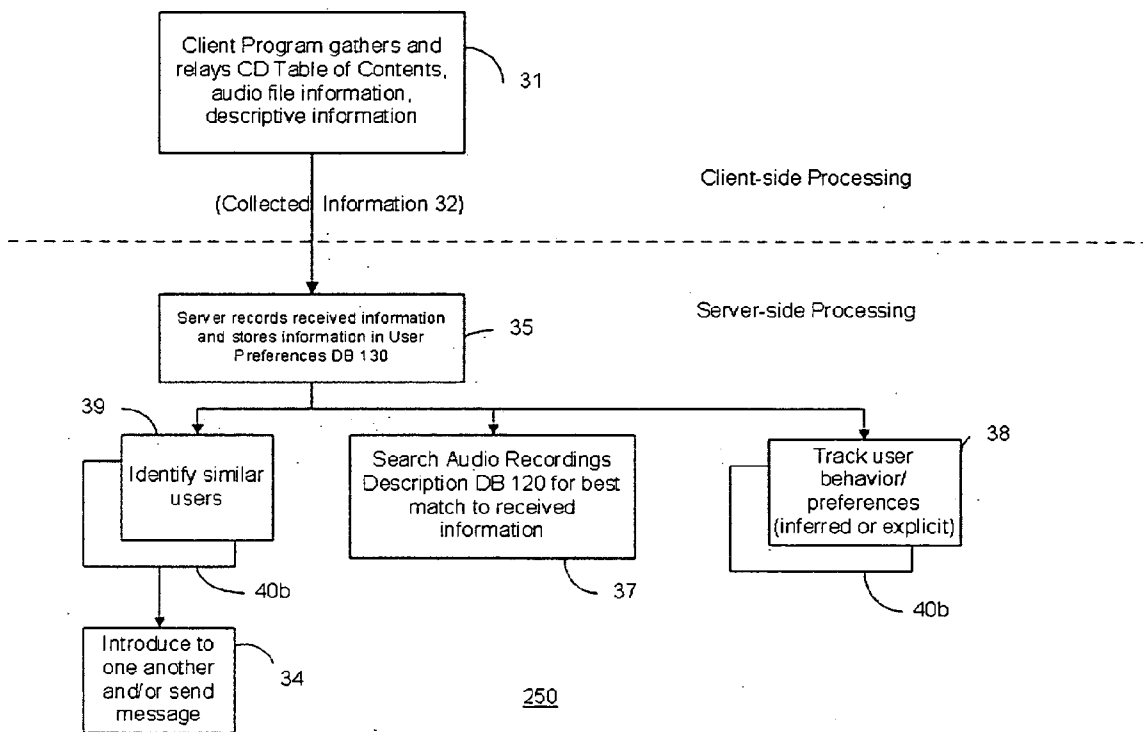 Client Program gathers and
relays CD Table of Contents,
audio file information,
descriptive information
31
Client-side Processing
(Collected Information 32)
Server-side Processing
Server records received information
and stores information in User
Preferences DB 130
35
39
Identify similar
users
40b
Search Audio Recordings
Description DB 120 for best
match to received
information
37
Track user
behavior/
preferences
(inferred or explicit)
38
40b
Introduce to
one another
and/or send
message
34
250